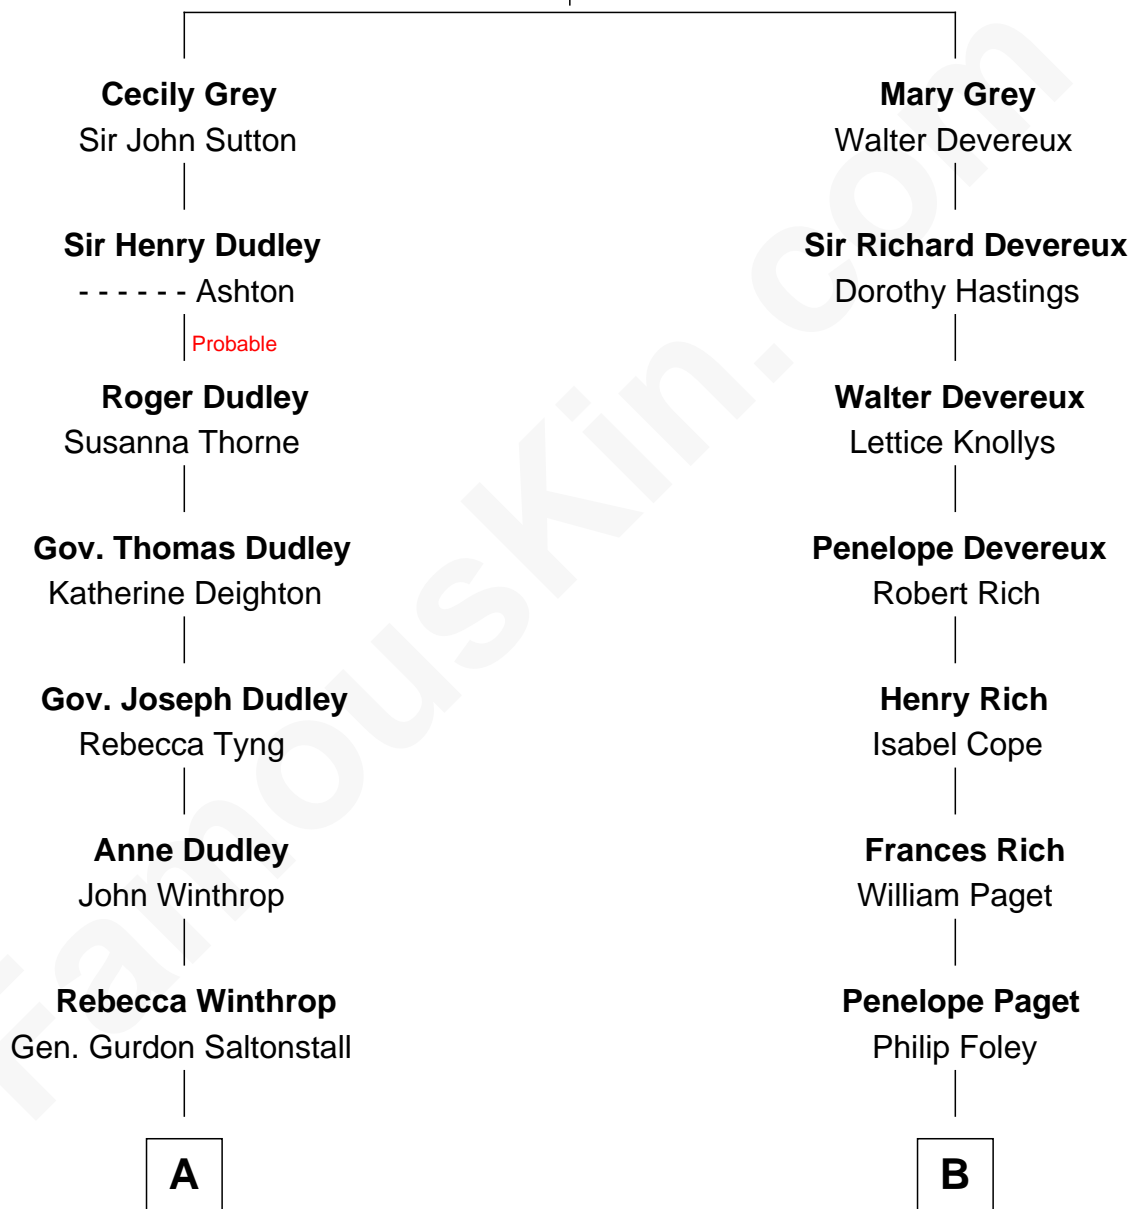 Cecily Grey
Sir John Sutton
Sir Henry Dudley
- - - - - - Ashton
Probable
Roger Dudley
Susanna Thorne
Gov. Thomas Dudley
Katherine Deighton
Gov. Joseph Dudley
Rebecca Tyng
Anne Dudley
John Winthrop
Rebecca Winthrop
Gen. Gurdon Saltonstall
A
Mary Grey
Walter Devereux
Sir Richard Devereux
Dorothy Hastings
Walter Devereux
Lettice Knollys
Penelope Devereux
Robert Rich
Henry Rich
Isabel Cope
Frances Rich
William Paget
Penelope Paget
Philip Foley
B
FamousKin.com